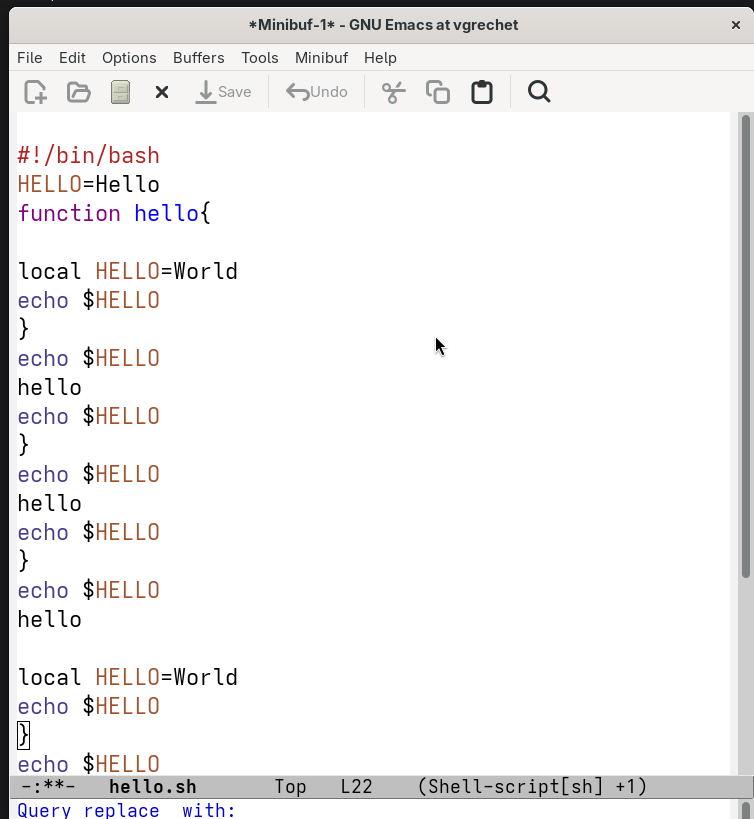 *Minibuf-1* - GNU Emacs at vgrechet
File Edit Options Buffers Tools Minibuf Help
Save Undo
#!/bin/bash
HELLO=Hello
function hello{
local HELLO=World
echo $HELLO
}
echo $HELLO
hello
echo $HELLO
}
echo $HELLO
hello
echo $HELLO
}
echo $HELLO
hello
local HELLO=World
echo $HELLO
}
echo $HELLO
-:**- hello.sh Top L22 (Shell-script[sh] +1)
Query replace  with: